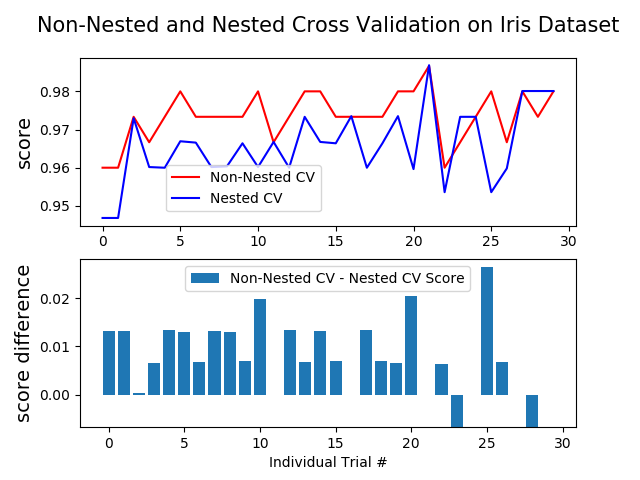 Non-Nested and Nested Cross Validation on Iris Dataset
0.98
0.97
0.96
0.95
score
Non-Nested CV
Nested CV
0 5 10 15 20 25 30
Non-Nested CV - Nested CV Score
0.02
0.01
0.00
score difference
0 5 10 15 20 25 30
Individual Trial #